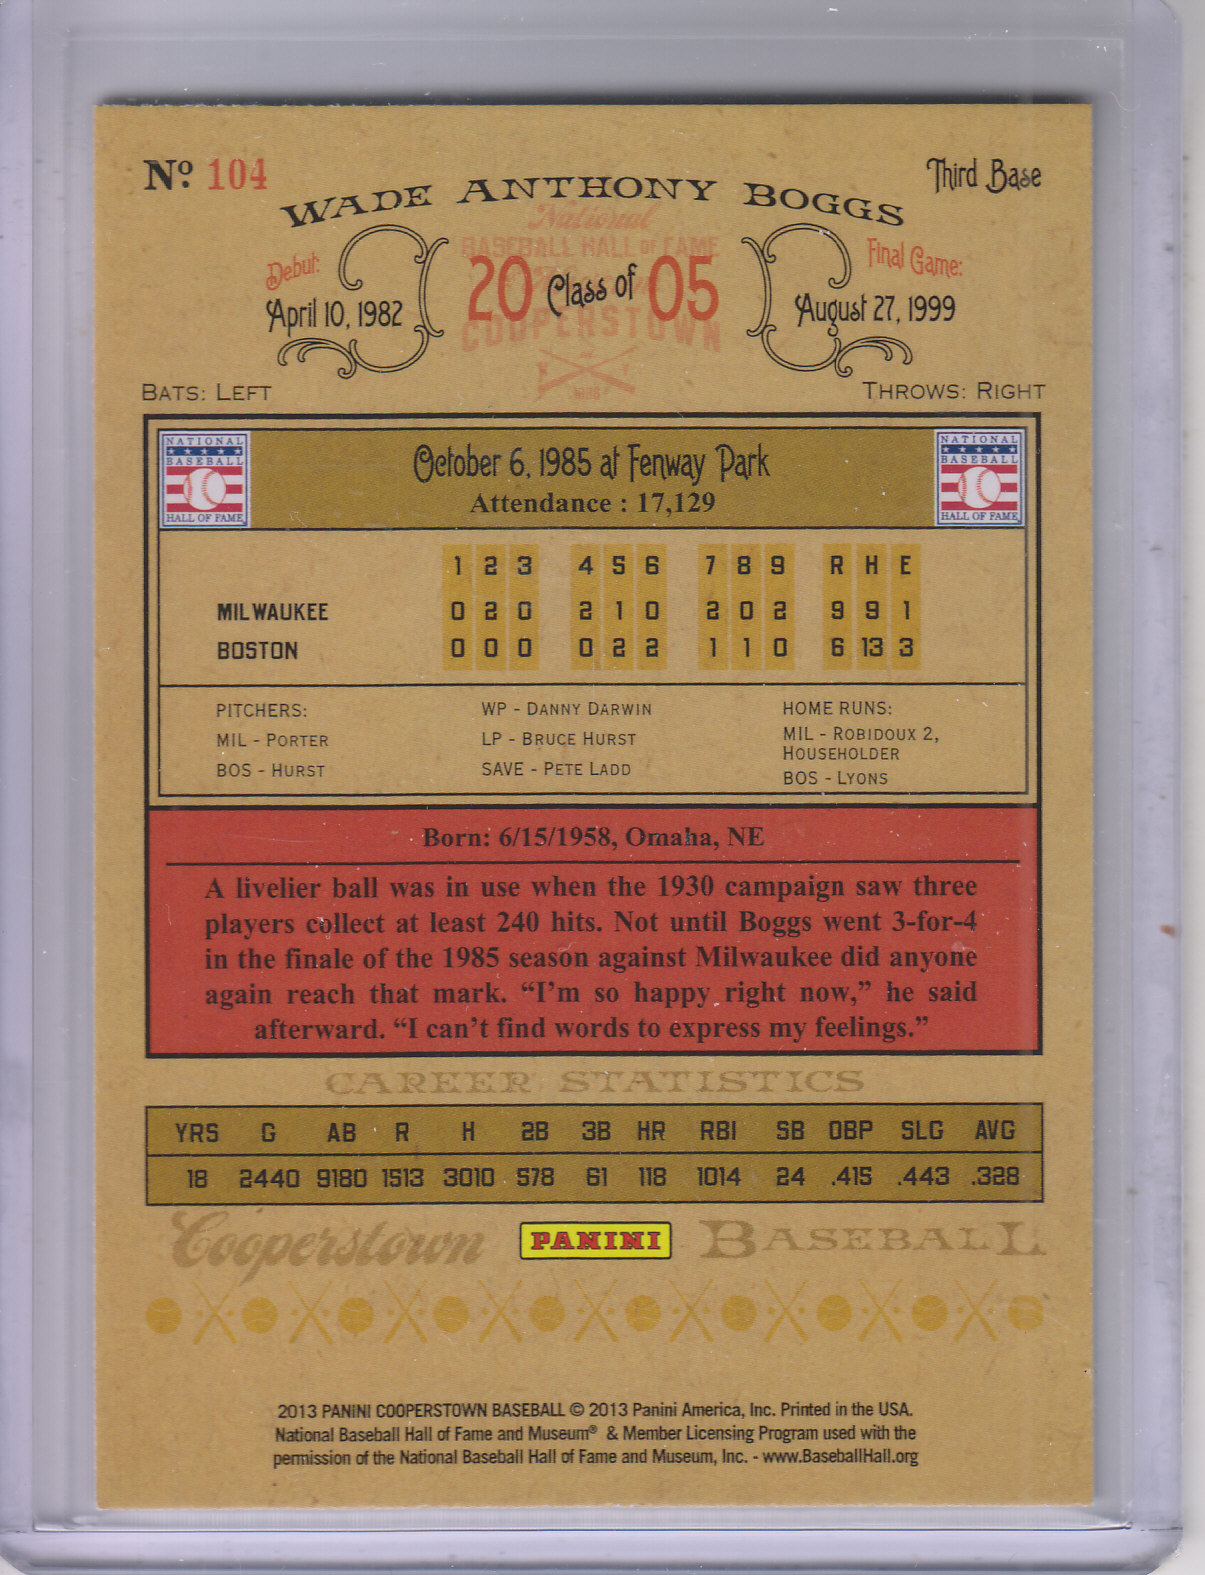 Nº. 104
Third Base
WADE ANTHONY BOGGS
National
BASEBALL HALL of FAME
Debut:
Final Game:
20 Class of 05
April 10, 1982
August 27, 1999
COOPERSTOWN
BATS: LEFT
THROWS: RIGHT
NATIONAL
BASEBALL
HALL OF FAME
October 6, 1985 at Fenway Park
Attendance : 17,129
NATIONAL
BASEBALL
HALL OF FAME
1 2 3 4 5 6 7 8 9 R H E
MILWAUKEE 0 2 0 2 1 0 2 0 2 9 9 1
BOSTON 0 0 0 0 2 2 1 1 0 6 13 3
PITCHERS:
MIL - PORTER
BOS - HURST
WP - DANNY DARWIN
LP - BRUCE HURST
SAVE - PETE LADD
HOME RUNS:
MIL - ROBIDOUX 2,
HOUSEHOLDER
BOS - LYONS
Born: 6/15/1958, Omaha, NE
A livelier ball was in use when the 1930 campaign saw three
players collect at least 240 hits. Not until Boggs went 3-for-4
in the finale of the 1985 season against Milwaukee did anyone
again reach that mark. “I’m so happy right now,” he said
afterward. “I can’t find words to express my feelings.”
CAREER STATISTICS
YRS G AB R H 2B 3B HR RBI SB OBP SLG AVG
18 2440 9180 1513 3010 578 61 118 1014 24 .415 .443 .328
Cooperstown PANINI BASEBALL
2013 PANINI COOPERSTOWN BASEBALL © 2013 Panini America, Inc. Printed in the USA.
National Baseball Hall of Fame and Museum® & Member Licensing Program used with the
permission of the National Baseball Hall of Fame and Museum, Inc. - www.BaseballHall.org